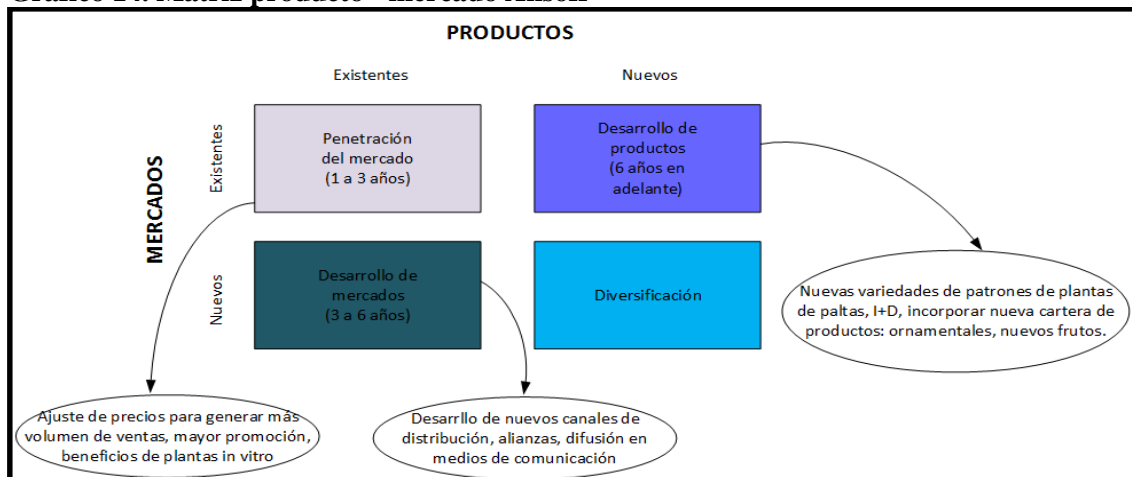 PRODUCTOS
Existentes
Nuevos
MERCADOS
Existentes
Penetración
del mercado
(1 a 3 años)
Desarrollo de
productos
(6 años en
adelante)
Nuevos
Desarrollo de
mercados
(3 a 6 años)
Diversificación
Nuevas variedades de patrones de plantas
de paltas, I+D, incorporar nueva cartera de
productos: ornamentales, nuevos frutos.
Ajuste de precios para generar más
volumen de ventas, mayor promoción,
beneficios de plantas in vitro
Desarrllo de nuevos canales de
distribución, alianzas, difusión en
medios de comunicación